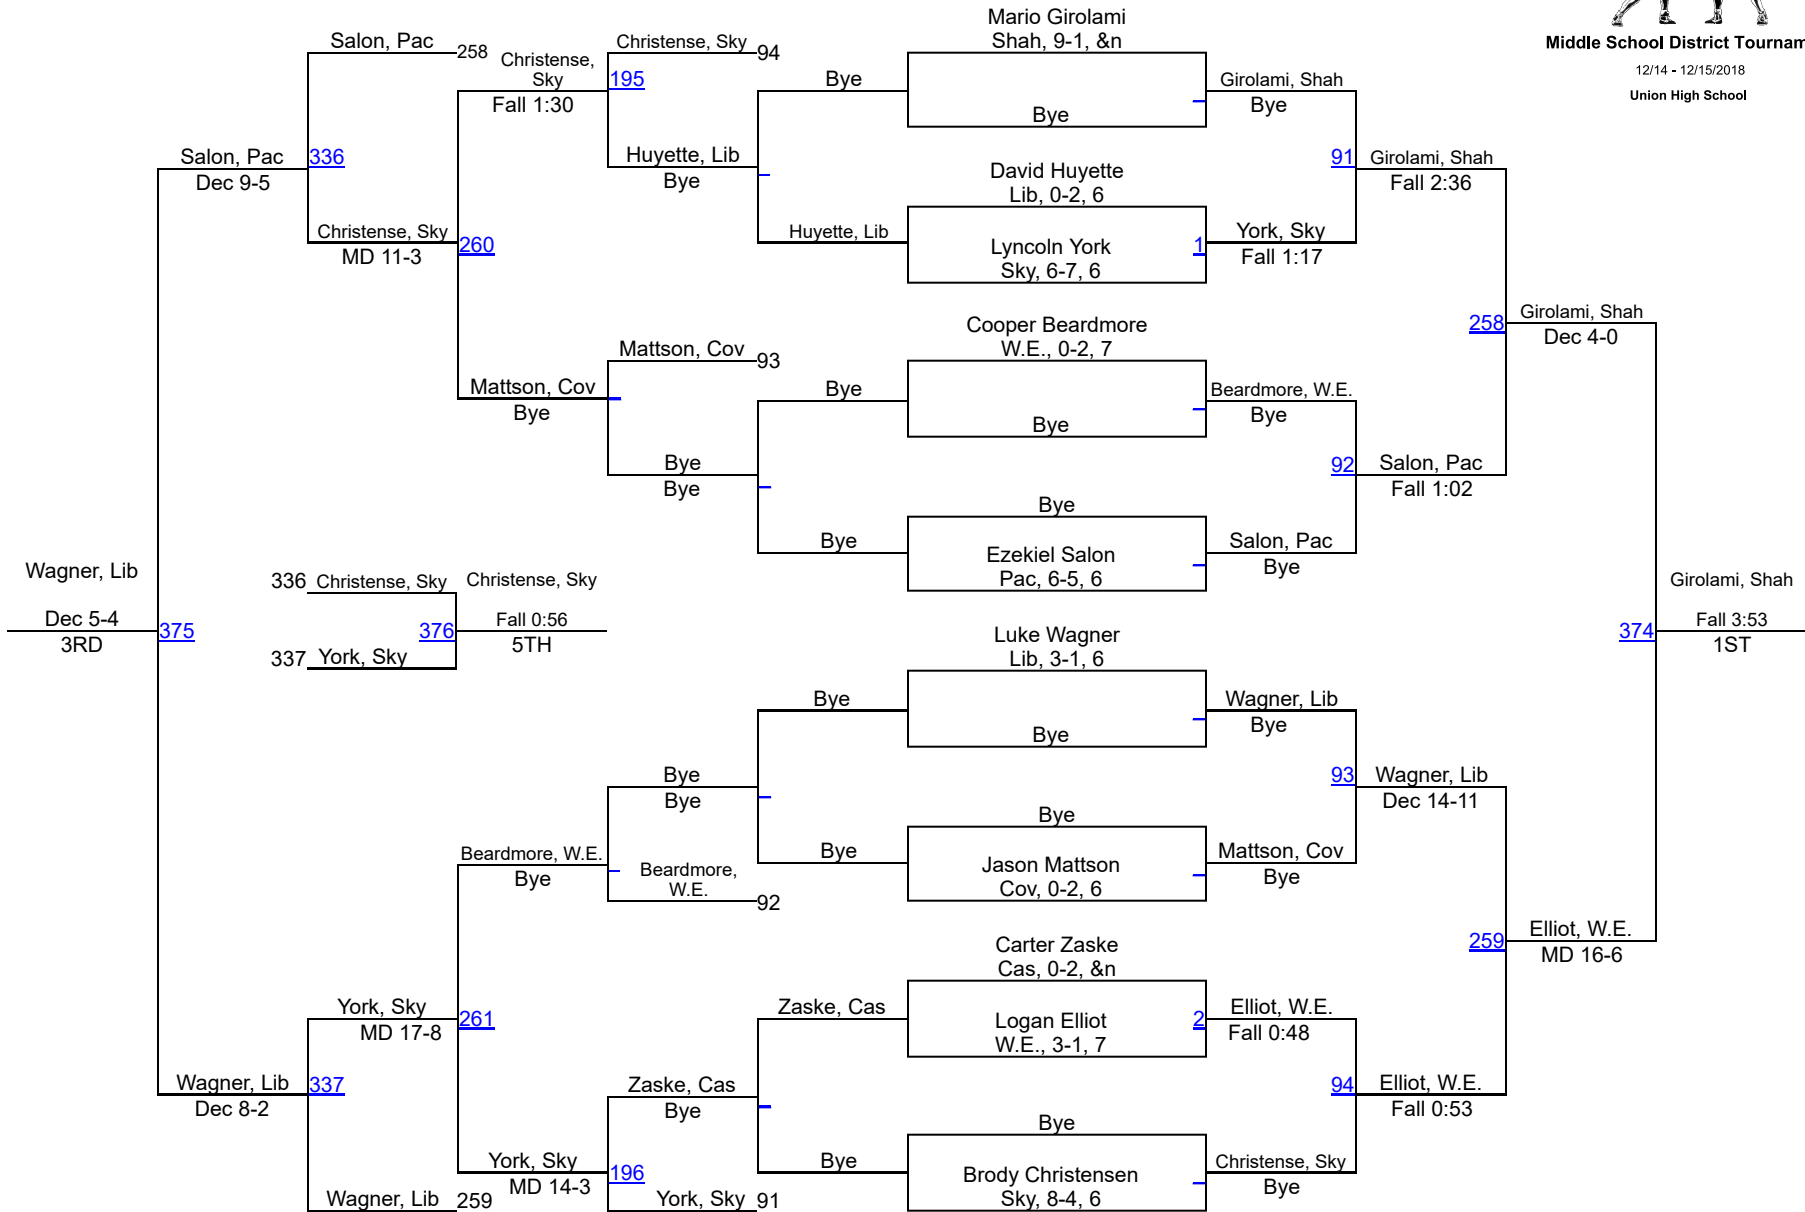 Middle School District Tournam
12/14 - 12/15/2018
Union High School
Wagner, Lib
Dec 5-4
3RD
375
Salon, Pac
Dec 9-5
Wagner, Lib
Dec 8-2
Salon, Pac 258
336
Christense, Sky
MD 11-3
336 Christense, Sky
337 York, Sky
376
Christense, Sky
Fall 0:56
5TH
York, Sky
MD 17-8
337
Wagner, Lib 259
Christense,
Sky
Fall 1:30
260
Mattson, Cov
Bye
Beardmore, W.E.
Bye
261
York, Sky
MD 14-3
Christense, Sky 94
195
Huyette, Lib
Bye
Mattson, Cov 93
Bye
Bye
Bye
Bye
Beardmore,
W.E.
92
Zaske, Cas
Bye
196
York, Sky 91
Bye
Huyette, Lib
Bye
Bye
Bye
Bye
Zaske, Cas
Bye
Mario Girolami
Shah, 9-1, &n
Bye
David Huyette
Lib, 0-2, 6
Lyncoln York
Sky, 6-7, 6
1
Cooper Beardmore
W.E., 0-2, 7
Bye
Bye
Ezekiel Salon
Pac, 6-5, 6
Luke Wagner
Lib, 3-1, 6
Bye
Bye
Jason Mattson
Cov, 0-2, 6
Carter Zaske
Cas, 0-2, &n
Logan Elliot
W.E., 3-1, 7
2
Bye
Brody Christensen
Sky, 8-4, 6
Girolami, Shah
Bye
91
York, Sky
Fall 1:17
Beardmore, W.E.
Bye
92
Salon, Pac
Bye
Wagner, Lib
Bye
93
Mattson, Cov
Bye
Elliot, W.E.
Fall 0:48
94
Christense, Sky
Bye
Girolami, Shah
Fall 2:36
258
Salon, Pac
Fall 1:02
Wagner, Lib
Dec 14-11
259
Elliot, W.E.
Fall 0:53
Girolami, Shah
Dec 4-0
374
Elliot, W.E.
MD 16-6
Girolami, Shah
Fall 3:53
1ST